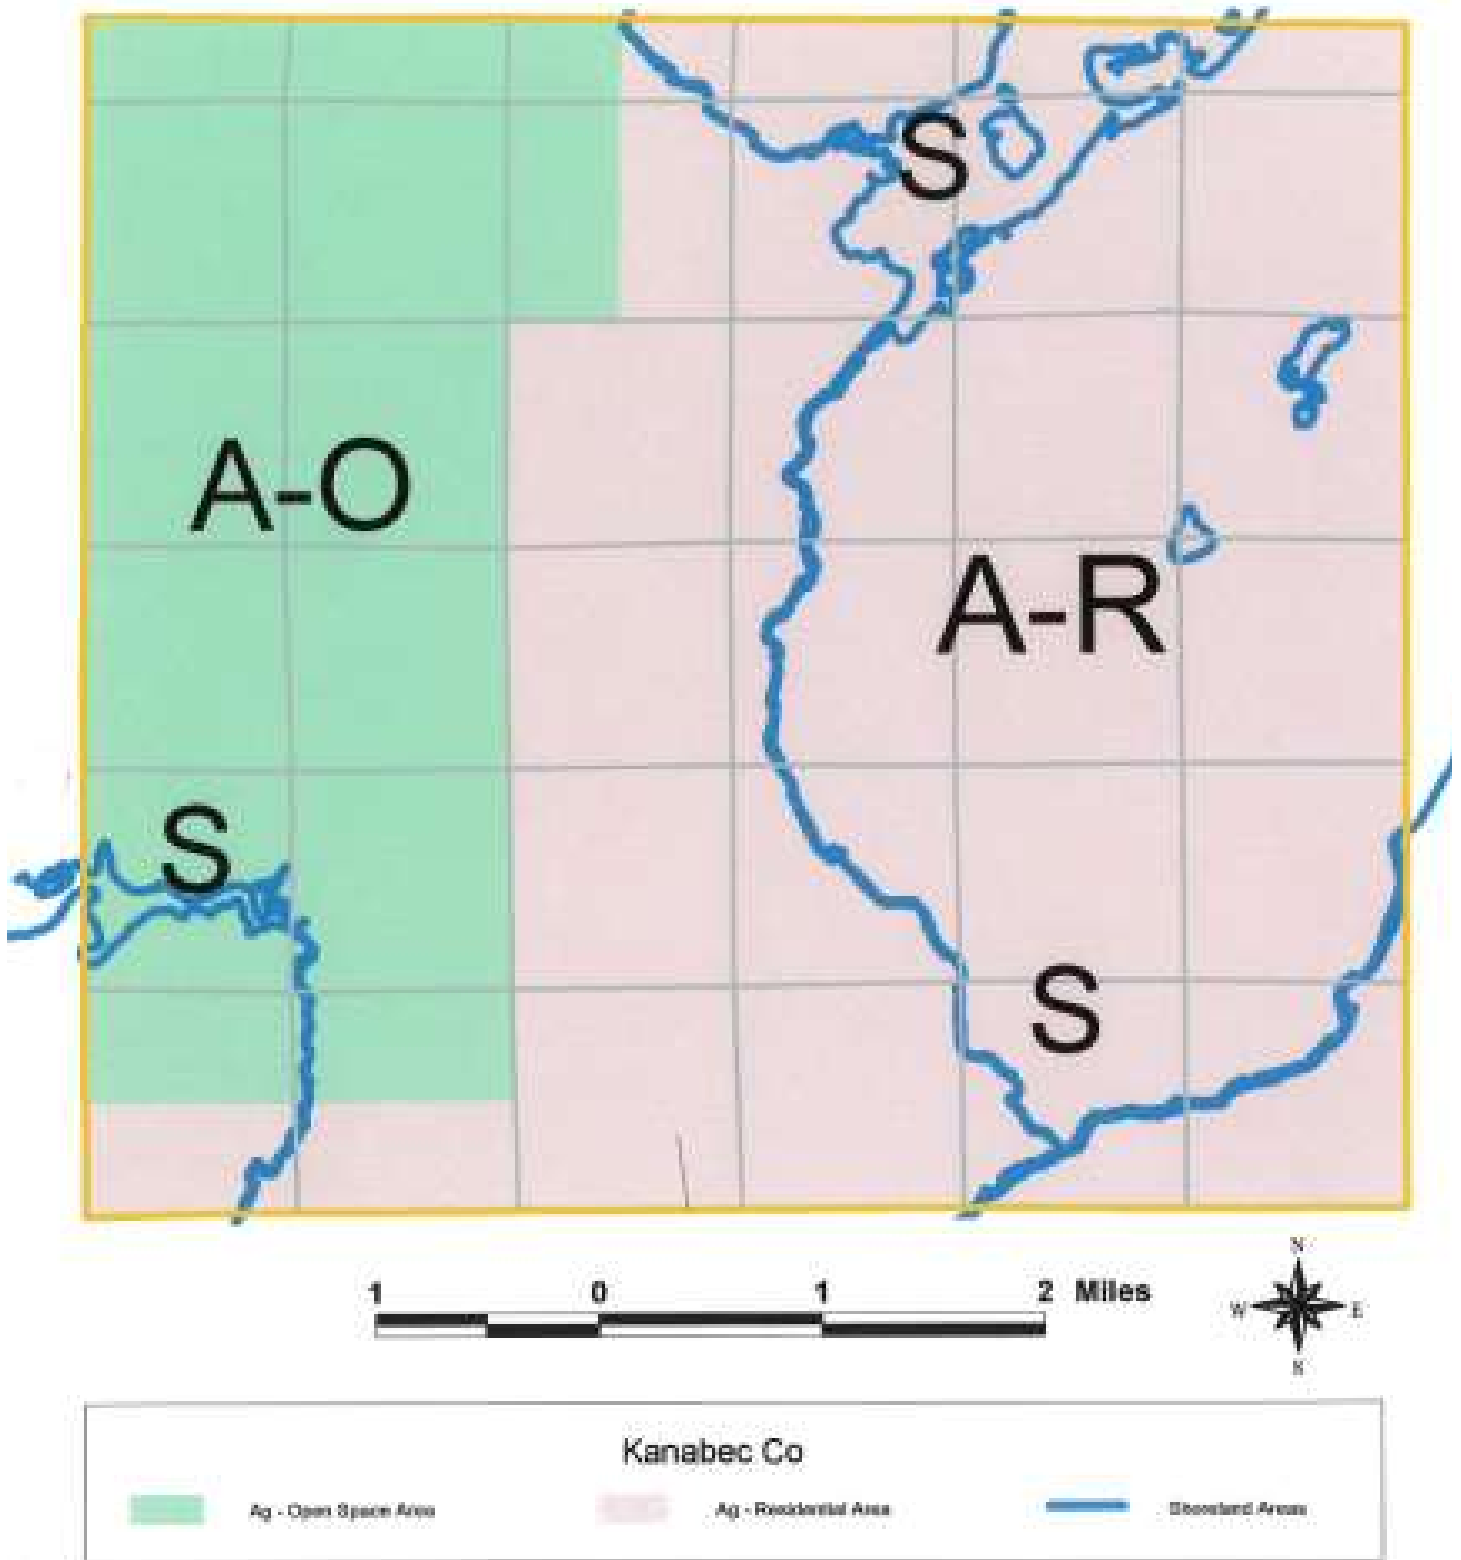 S
A-O
A-R
S
S
1 0 1 2 Miles
N
W E
Kanabec Co
Ag - Open Space Area Ag - Residential Area Shoreland Areas